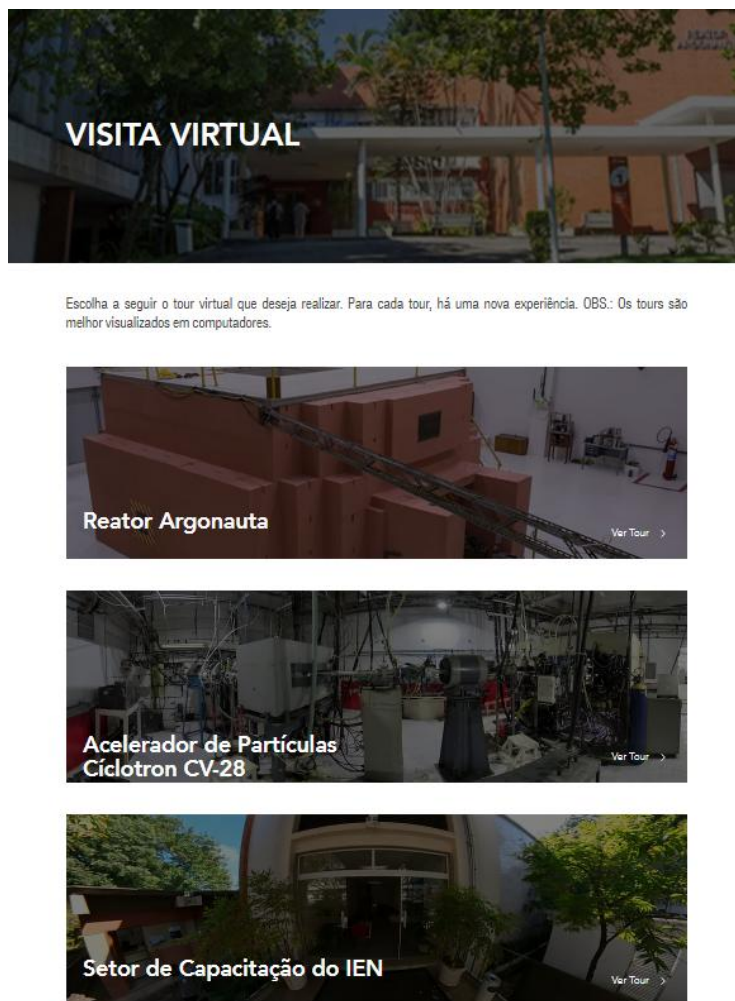 REATOR
ARGONAUTA
VISITA VIRTUAL
Escolha a seguir o tour virtual que deseja realizar. Para cada tour, há uma nova experiência. OBS.: Os tours são
melhor visualizados em computadores.
Reator Argonauta
Ver Tour >
Acelerador de Partículas
Cíclotron CV-28
Ver Tour >
Setor de Capacitação do IEN
Ver Tour >